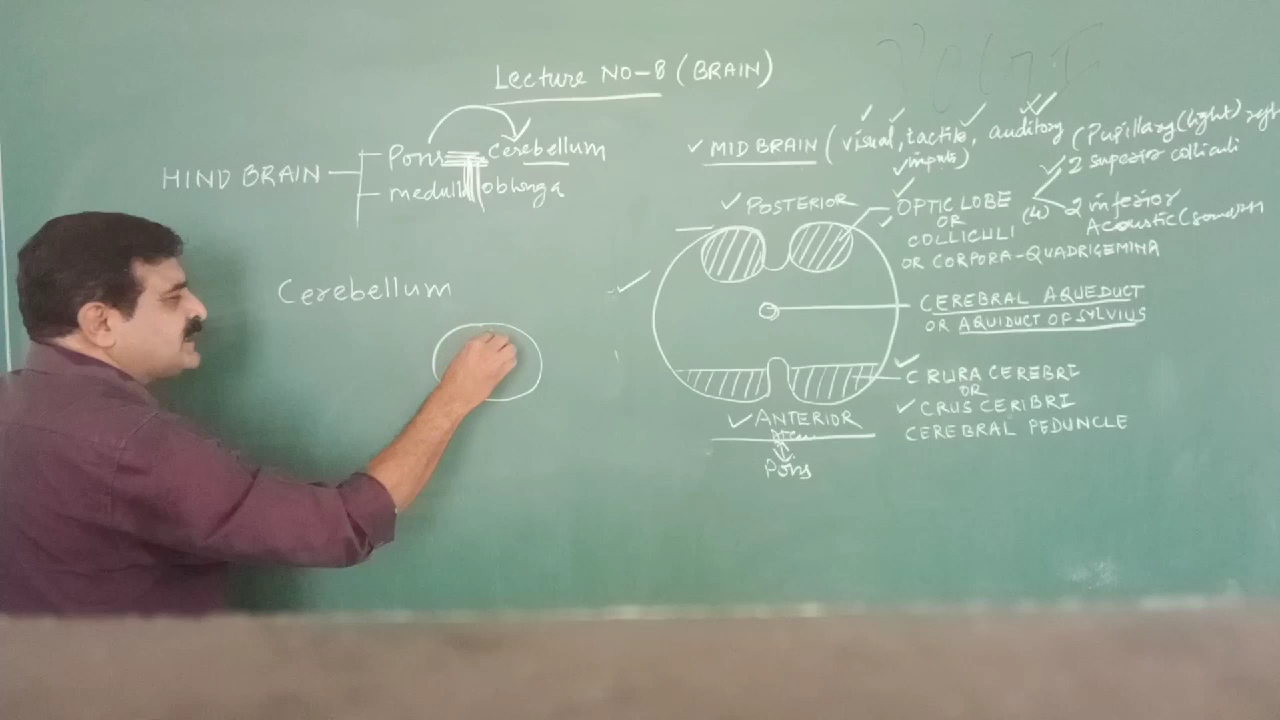 Lecture NO-8 (BRAIN)
HIND BRAIN
Pons
Cerebellum
medulla oblonga
Cerebellum
MID BRAIN (visual, tactile, auditory
inputs)
(Pupillary (light)
2 superior colliculi
POSTERIOR
OPTIC LOBE
OR
COLLICULI (4)
OR CORPORA-QUADRIGEMINA
2 inferior
Acoustic (sound)
CEREBRAL AQUEDUCT
OR AQUIDUCT OF SYLVIUS
CRURA CEREBRI
OR
CRUS CERIBRI
CEREBRAL PEDUNCLE
ANTERIOR
Pons